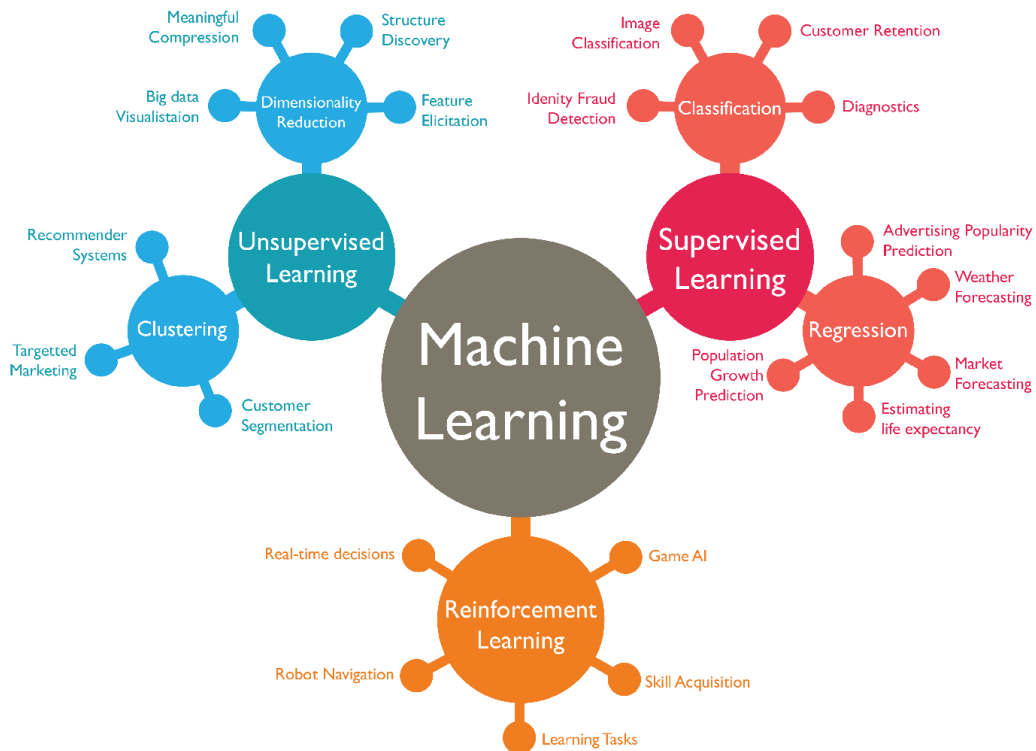 Meaningful
Compression
Structure
Discovery
Big data
Visualistaion
Dimensionality
Reduction
Feature
Elicitation
Image
Classification
Customer Retention
Idenity Fraud
Detection
Classification
Diagnostics
Recommender
Systems
Unsupervised
Learning
Clustering
Targetted
Marketing
Customer
Segmentation
Machine
Learning
Supervised
Learning
Advertising Popularity
Prediction
Weather
Forecasting
Regression
Population
Growth
Prediction
Market
Forecasting
Estimating
life expectancy
Real-time decisions
Game AI
Reinforcement
Learning
Robot Navigation
Skill Acquisition
Learning Tasks